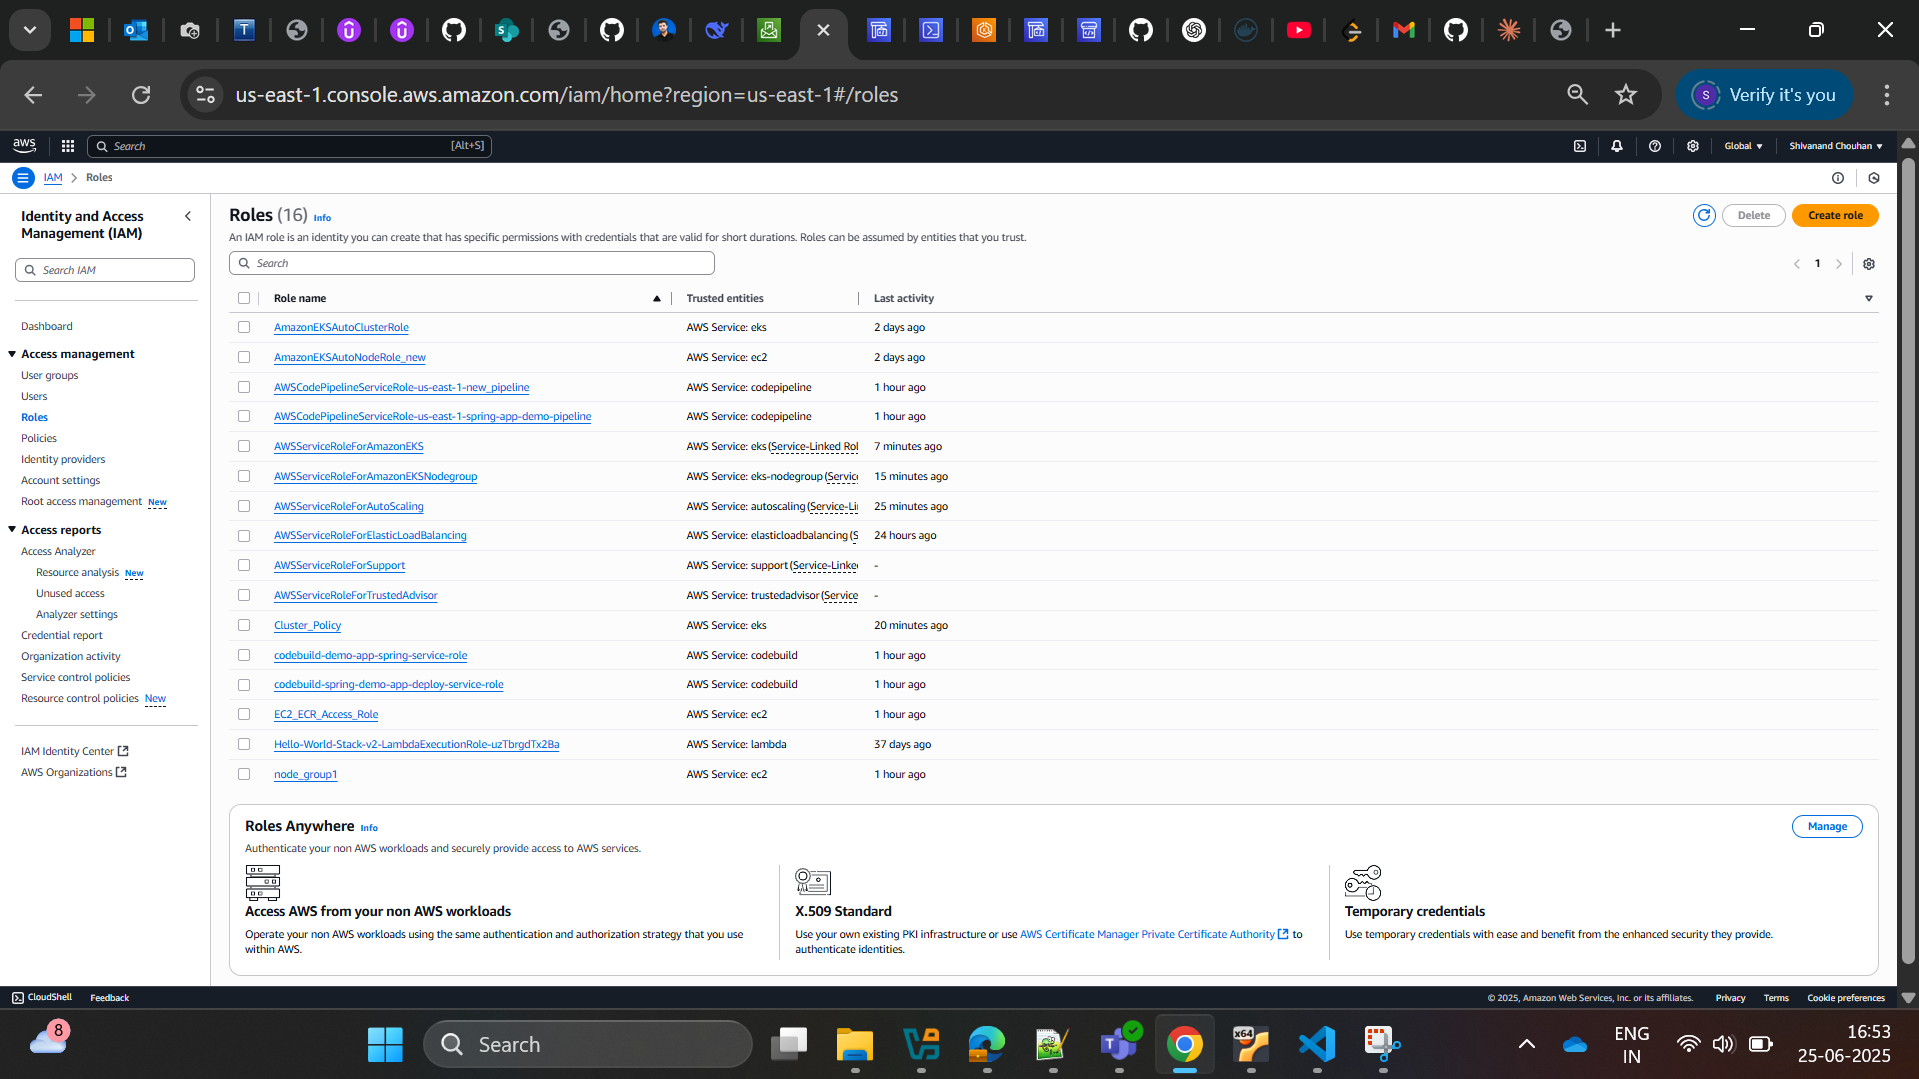 us-east-1.console.aws.amazon.com/iam/home?region=us-east-1#/roles
Verify it's you
aws
Search
[Alt+S]
Global
Shivanand Chouhan
IAM
Roles
Identity and Access
Management (IAM)
Search IAM
Dashboard
Access management
User groups
Users
Roles
Policies
Identity providers
Account settings
Root access management New
Access reports
Access Analyzer
Resource analysis New
Unused access
Analyzer settings
Credential report
Organization activity
Service control policies
Resource control policies New
IAM Identity Center
AWS Organizations
Roles (16) Info
Delete
Create role
An IAM role is an identity you can create that has specific permissions with credentials that are valid for short durations. Roles can be assumed by entities that you trust.
Search
1
Role name Trusted entities Last activity
AmazonEKSAutoClusterRole AWS Service: eks 2 days ago
AmazonEKSAutoNodeRole_new AWS Service: ec2 2 days ago
AWSCodePipelineServiceRole-us-east-1-new_pipeline AWS Service: codepipeline 1 hour ago
AWSCodePipelineServiceRole-us-east-1-spring-app-demo-pipeline AWS Service: codepipeline 1 hour ago
AWSServiceRoleForAmazonEKS AWS Service: eks (Service-Linked Rol 7 minutes ago
AWSServiceRoleForAmazonEKSNodegroup AWS Service: eks-nodegroup (Servic 15 minutes ago
AWSServiceRoleForAutoScaling AWS Service: autoscaling (Service-Li 25 minutes ago
AWSServiceRoleForElasticLoadBalancing AWS Service: elasticloadbalancing (S 24 hours ago
AWSServiceRoleForSupport AWS Service: support (Service-Linke -
AWSServiceRoleForTrustedAdvisor AWS Service: trustedadvisor (Service -
Cluster_Policy AWS Service: eks 20 minutes ago
codebuild-demo-app-spring-service-role AWS Service: codebuild 1 hour ago
codebuild-spring-demo-app-deploy-service-role AWS Service: codebuild 1 hour ago
EC2_ECR_Access_Role AWS Service: ec2 1 hour ago
Hello-World-Stack-v2-LambdaExecutionRole-uzTbrgdTx2Ba AWS Service: lambda 37 days ago
node_group1 AWS Service: ec2 1 hour ago
Roles Anywhere Info
Manage
Authenticate your non AWS workloads and securely provide access to AWS services.
Access AWS from your non AWS workloads
Operate your non AWS workloads using the same authentication and authorization strategy that you use
within AWS.
X.509 Standard
Use your own existing PKI infrastructure or use AWS Certificate Manager Private Certificate Authority to
authenticate identities.
Temporary credentials
Use temporary credentials with ease and benefit from the enhanced security they provide.
CloudShell
Feedback
© 2025, Amazon Web Services, Inc. or its affiliates.
Privacy
Terms
Cookie preferences
8
Search
x64
ENG
IN
16:53
25-06-2025